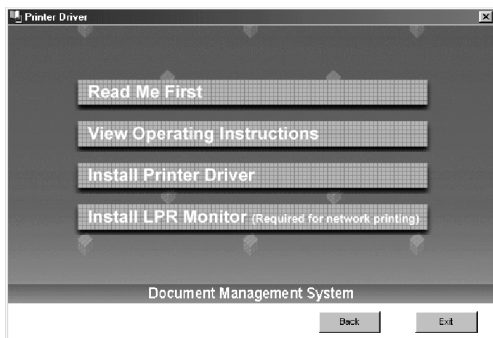 Printer Driver
Read Me First
View Operating Instructions
Install Printer Driver
Install LPR Monitor (Required for network printing)
Document Management System
Back Exit